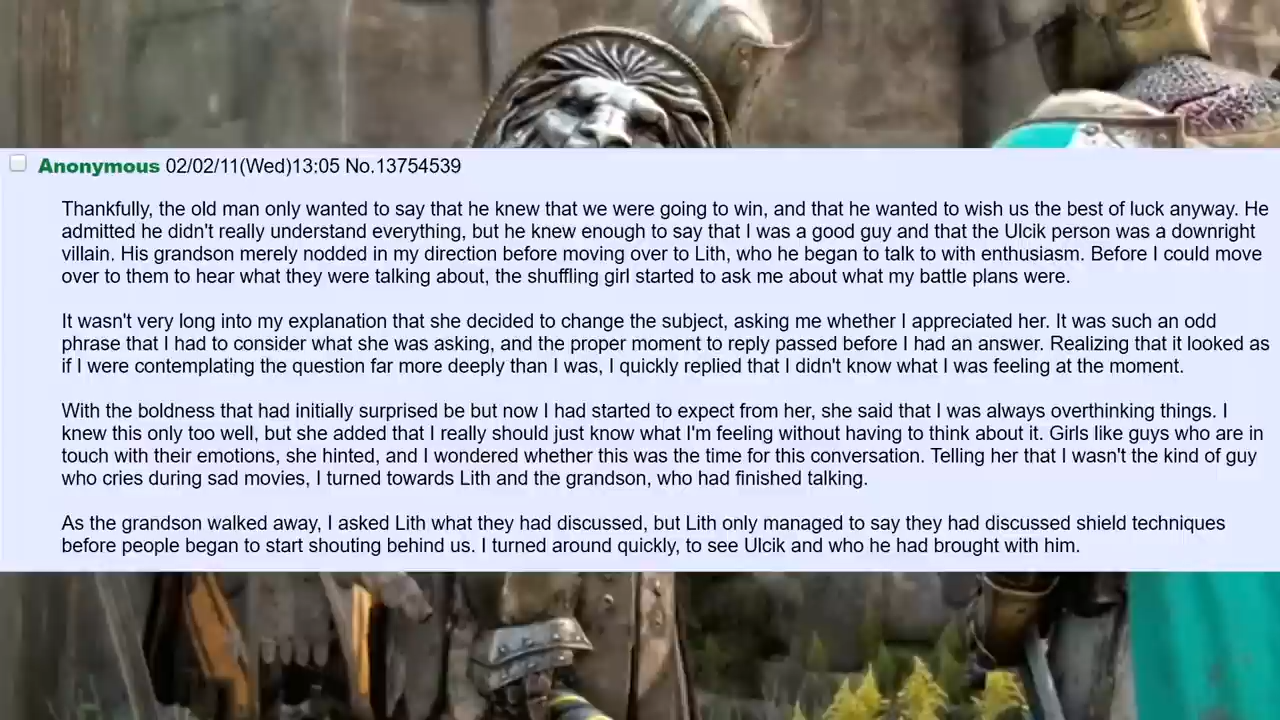 Anonymous 02/02/11(Wed)13:05 No.13754539
Thankfully, the old man only wanted to say that he knew that we were going to win, and that he wanted to wish us the best of luck anyway. He
admitted he didn't really understand everything, but he knew enough to say that I was a good guy and that the Ulcik person was a downright
villain. His grandson merely nodded in my direction before moving over to Lith, who he began to talk to with enthusiasm. Before I could move
over to them to hear what they were talking about, the shuffling girl started to ask me about what my battle plans were.
It wasn't very long into my explanation that she decided to change the subject, asking me whether I appreciated her. It was such an odd
phrase that I had to consider what she was asking, and the proper moment to reply passed before I had an answer. Realizing that it looked as
if I were contemplating the question far more deeply than I was, I quickly replied that I didn't know what I was feeling at the moment.
With the boldness that had initially surprised be but now I had started to expect from her, she said that I was always overthinking things. I
knew this only too well, but she added that I really should just know what I'm feeling without having to think about it. Girls like guys who are in
touch with their emotions, she hinted, and I wondered whether this was the time for this conversation. Telling her that I wasn't the kind of guy
who cries during sad movies, I turned towards Lith and the grandson, who had finished talking.
As the grandson walked away, I asked Lith what they had discussed, but Lith only managed to say they had discussed shield techniques
before people began to start shouting behind us. I turned around quickly, to see Ulcik and who he had brought with him.